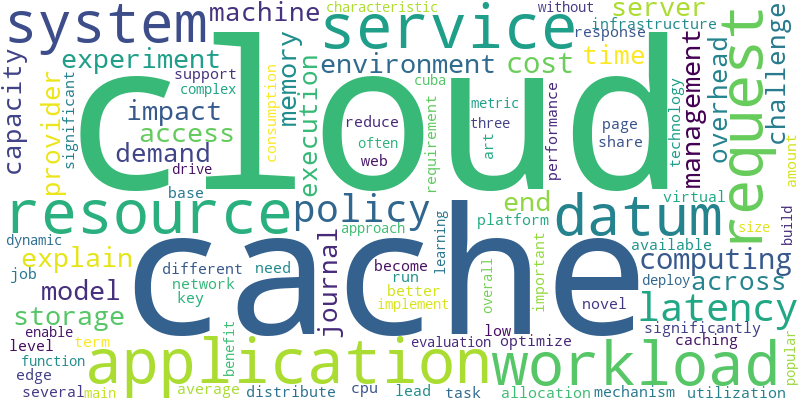 characteristic
without
system
machine
service
server
infrastructure
response
challenge
cloud
request
experiment
support
complex
environment
cost
time
capacity
provider
significant
memory
execution
consumption
impact
access
demand
drive
base
reduce
often
web
cuba
metric
three
art
requirement
performance
page
share
technology
management
overhead
amount
resource
policy
end
datum
platform
virtual
size
build
approach
learning
dynamic
explain
job
model
storage
enable
level
function
edge
several
term
main
journal
cache
different
network
key
need
become
run
better
implement
overall
important
novel
available
computing
deploy
across
latency
significantly
caching
popular
low
evaluation
optimize
application
workload
benefit
average
distribute
cpu
lead
task
allocation
mechanism
utilization